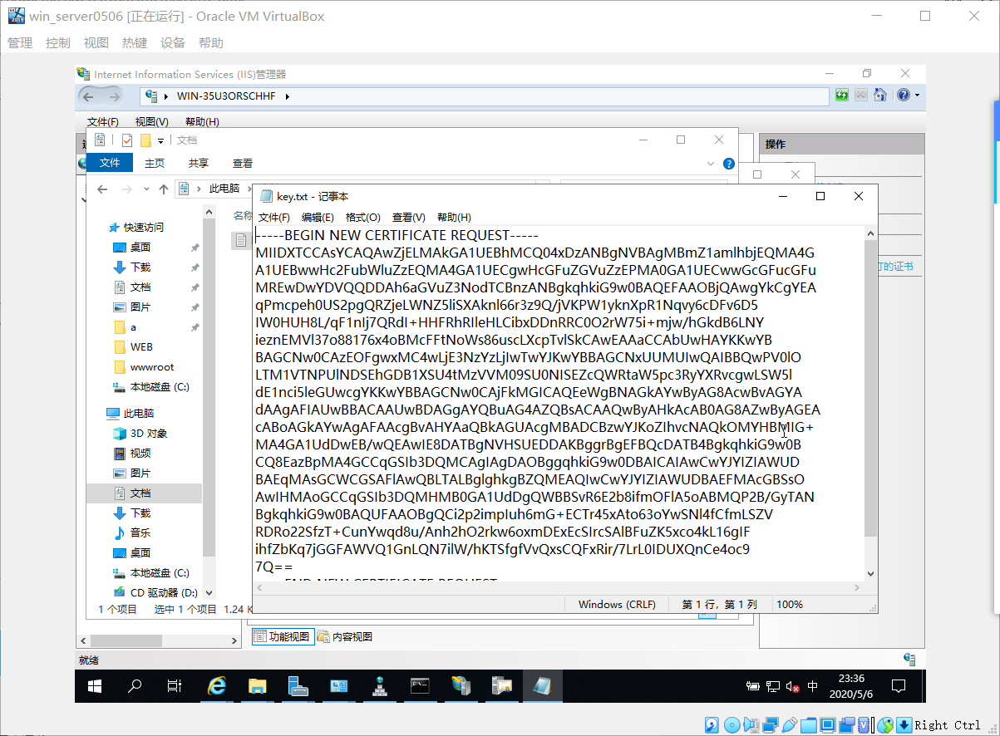 win_server0506 [正在运行] - Oracle VM VirtualBox
管理 控制 视图 热键 设备 帮助
Internet Information Services (IIS)管理器
WIN-35U3ORSCHHF
文件(F) 视图(V) 帮助(H)
文档
操作
文件 主页 共享 查看
此电脑
名称
的证书
key.txt - 记事本
文件(F) 编辑(E) 格式(O) 查看(V) 帮助(H)
-----BEGIN NEW CERTIFICATE REQUEST-----
MIIDXTCCAsYCAQAwZjELMAkGA1UEBhMCQ04xDzANBgNVBAgMBmZ1amlhbjEQMA4G
A1UEBwwHc2FubWluZzEQMA4GA1UECgwHcGFuZGVuZzEPMA0GA1UECwwGcGFucGFu
MREwDwYDVQQDDAh6aGVuZ3NodTCBnzANBgkqhkiG9w0BAQEFAAOBjQAwgYkCgYEA
qPmcpeh0US2pgQRZjeLWNZ5liSXAknl66r3z9Q/jVKPW1yknXpR1Nqvy6cDFv6D5
IW0HUH8L/qF1nIj7QRdI+HHFRhRIleHLCibxDDnRRC0O2rW75i+mjw/hGkdB6LNY
ieznEMVl37o88176x4oBMcFFtNoWs86uscLXcpTvlSkCAwEAAaCCAbUwHAYKKwYB
BAGCNw0CAzEOFgwxMC4wLjE3NzYzLjIwTwYJKwYBBAGCNxUUMUIwQAIBBQwPV0lO
LTM1VTNPUlNDSEhGDB1XSU4tMzVVM09SU0NISEZcQWRtaW5pc3RyYXRvcgwLSW5l
dE1nci5leGUwcgYKKwYBBAGCNw0CAjFkMGICAQEeWgBNAGkAYwByAG8AcwBvAGYA
dAAgAFIAUwBBACAAUwBDAGgAYQBuAG4AZQBsACAAQwByAHkAcAB0AG8AZwByAGEA
cABoAGkAYwAgAFAAcgBvAHYAaQBkAGUAcgMBADCBzwYJKoZIhvcNAQkOMYHBMIG+
MA4GA1UdDwEB/wQEAwIE8DATBgNVHSUEDDAKBggrBgEFBQcDATB4BgkqhkiG9w0B
CQ8EazBpMA4GCCqGSIb3DQMCAgIAgDAOBggqhkiG9w0DBAICAIAwCwYJYIZIAWUD
BAEqMAsGCWCGSAFlAwQBLTALBglghkgBZQMEAQIwCwYJYIZIAWUDBAEFMAcGBSsO
AwIHMAoGCCqGSIb3DQMHMB0GA1UdDgQWBBSvR6E2b8ifmOFlA5oABMQP2B/GyTAN
BgkqhkiG9w0BAQUFAAOBgQCi2p2impIuh6mG+ECTr45xAto63oYwSNl4fCfmLSZV
RDRo22SfzT+CunYwqd8u/Anh2hO2rkw6oxmDExEcSIrcSAlBFuZK5xco4kL16gIF
ihfZbKq7jGGFAWVQ1GnLQN7ilW/hKTSfgfVvQxsCQFxRir/7LrL0IDUXQnCe4oc9
7Q==
快速访问
桌面
下载
文档
图片
a
WEB
wwwroot
本地磁盘 (C:)
此电脑
3D 对象
视频
图片
文档
下载
音乐
桌面
本地磁盘 (C:)
CD 驱动器 (D:)
1 个项目 选中 1 个项目 1.24 K
Windows (CRLF) 第 1 行，第 1 列 100%
功能视图 内容视图
就绪
中
23:36
2020/5/6
Right Ctrl